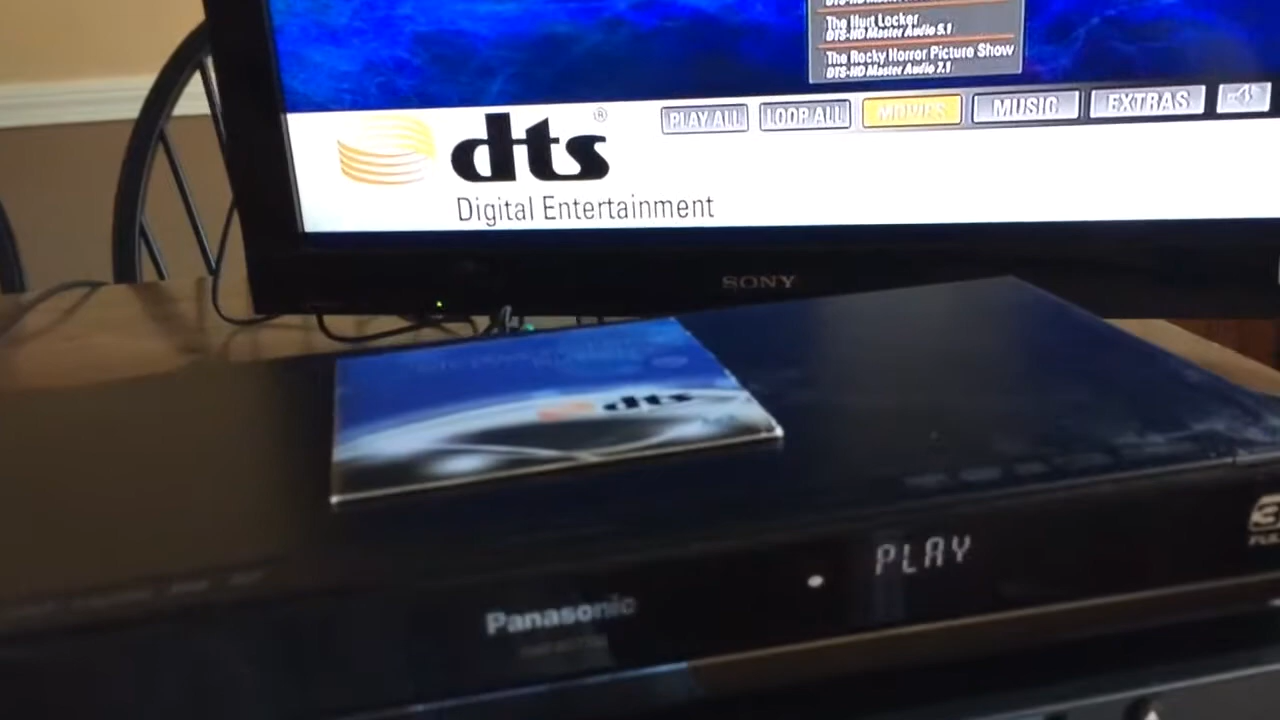 The Hurt Locker
DTS-HD Master Audio 5.1
The Rocky Horror Picture Show
DTS-HD Master Audio 7.1
PLAY ALL LOOP ALL MOVIES MUSIC EXTRAS
dts®
Digital Entertainment
SONY
dts
PLAY
Panasonic